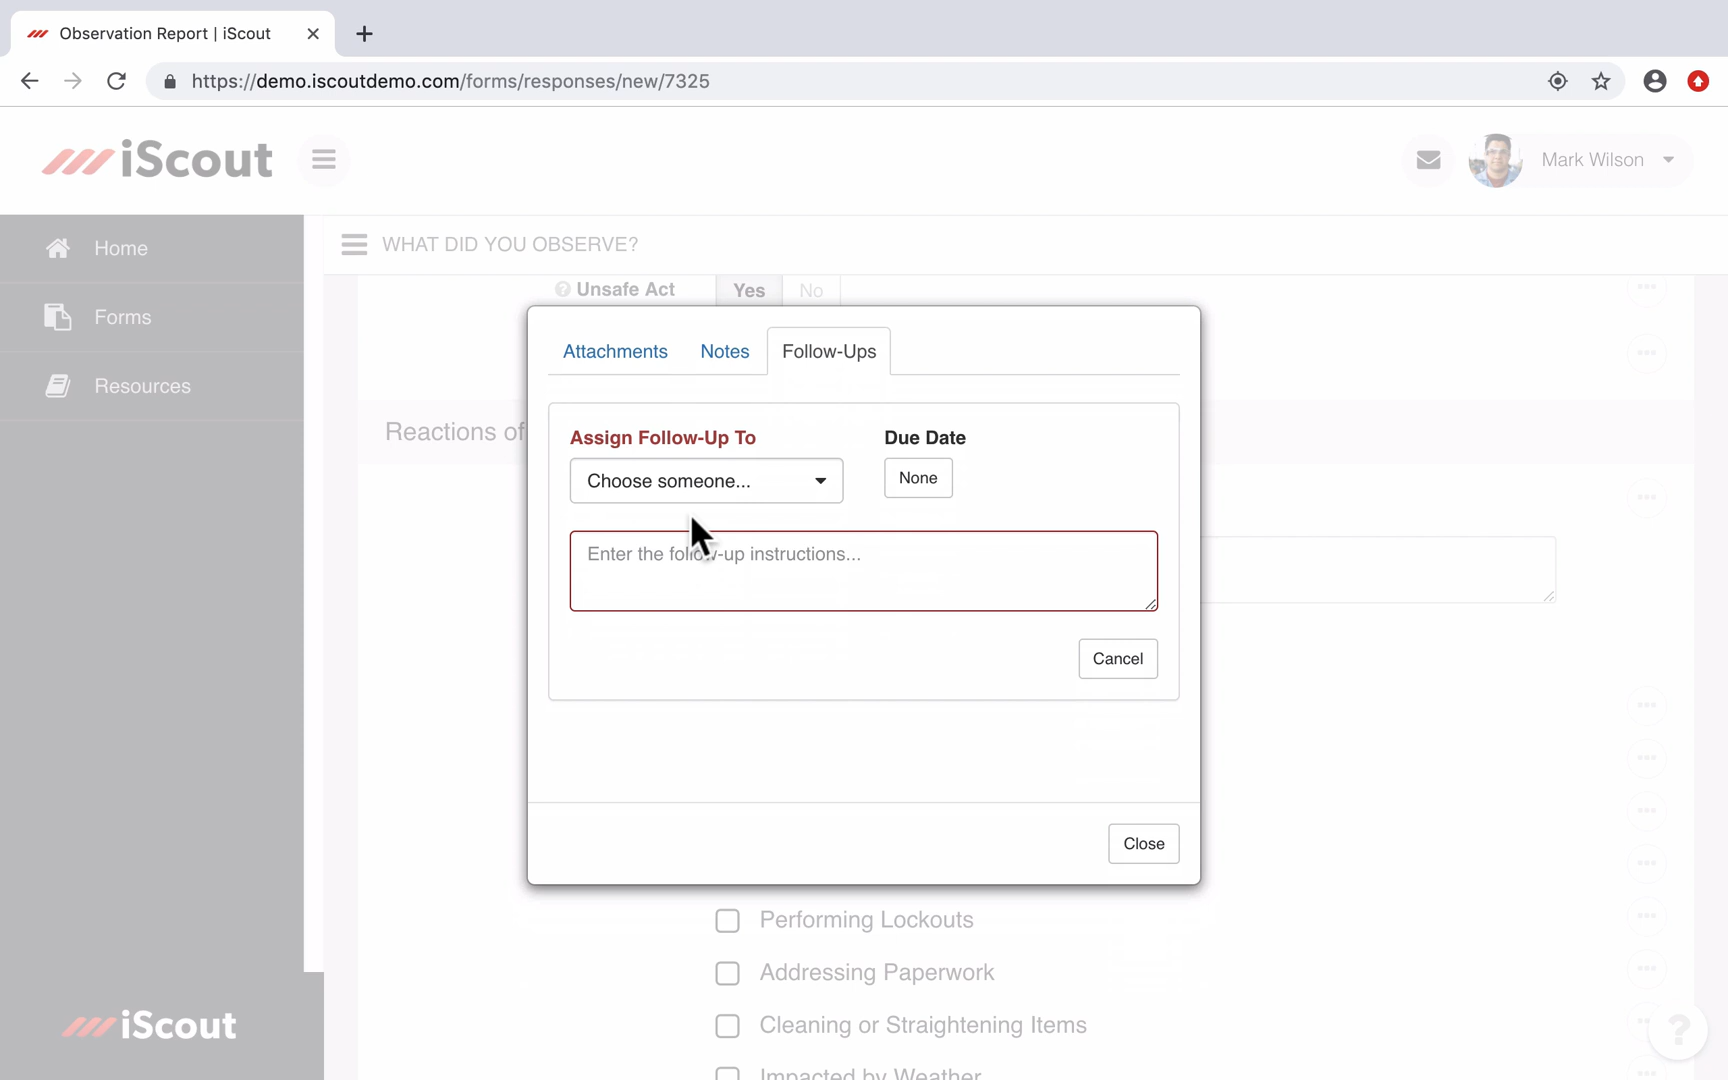 Observation Report | iScout
https://demo.iscoutdemo.com/forms/responses/new/7325
iScout
Mark Wilson
Home
Forms
Resources
WHAT DID YOU OBSERVE?
Unsafe Act Yes No
Attachments Notes Follow-Ups
Reactions of
Assign Follow-Up To Due Date
Choose someone... None
Enter the follow-up instructions...
Cancel
Close
Performing Lockouts
Addressing Paperwork
Cleaning or Straightening Items
Impacted by Weather
iScout
?